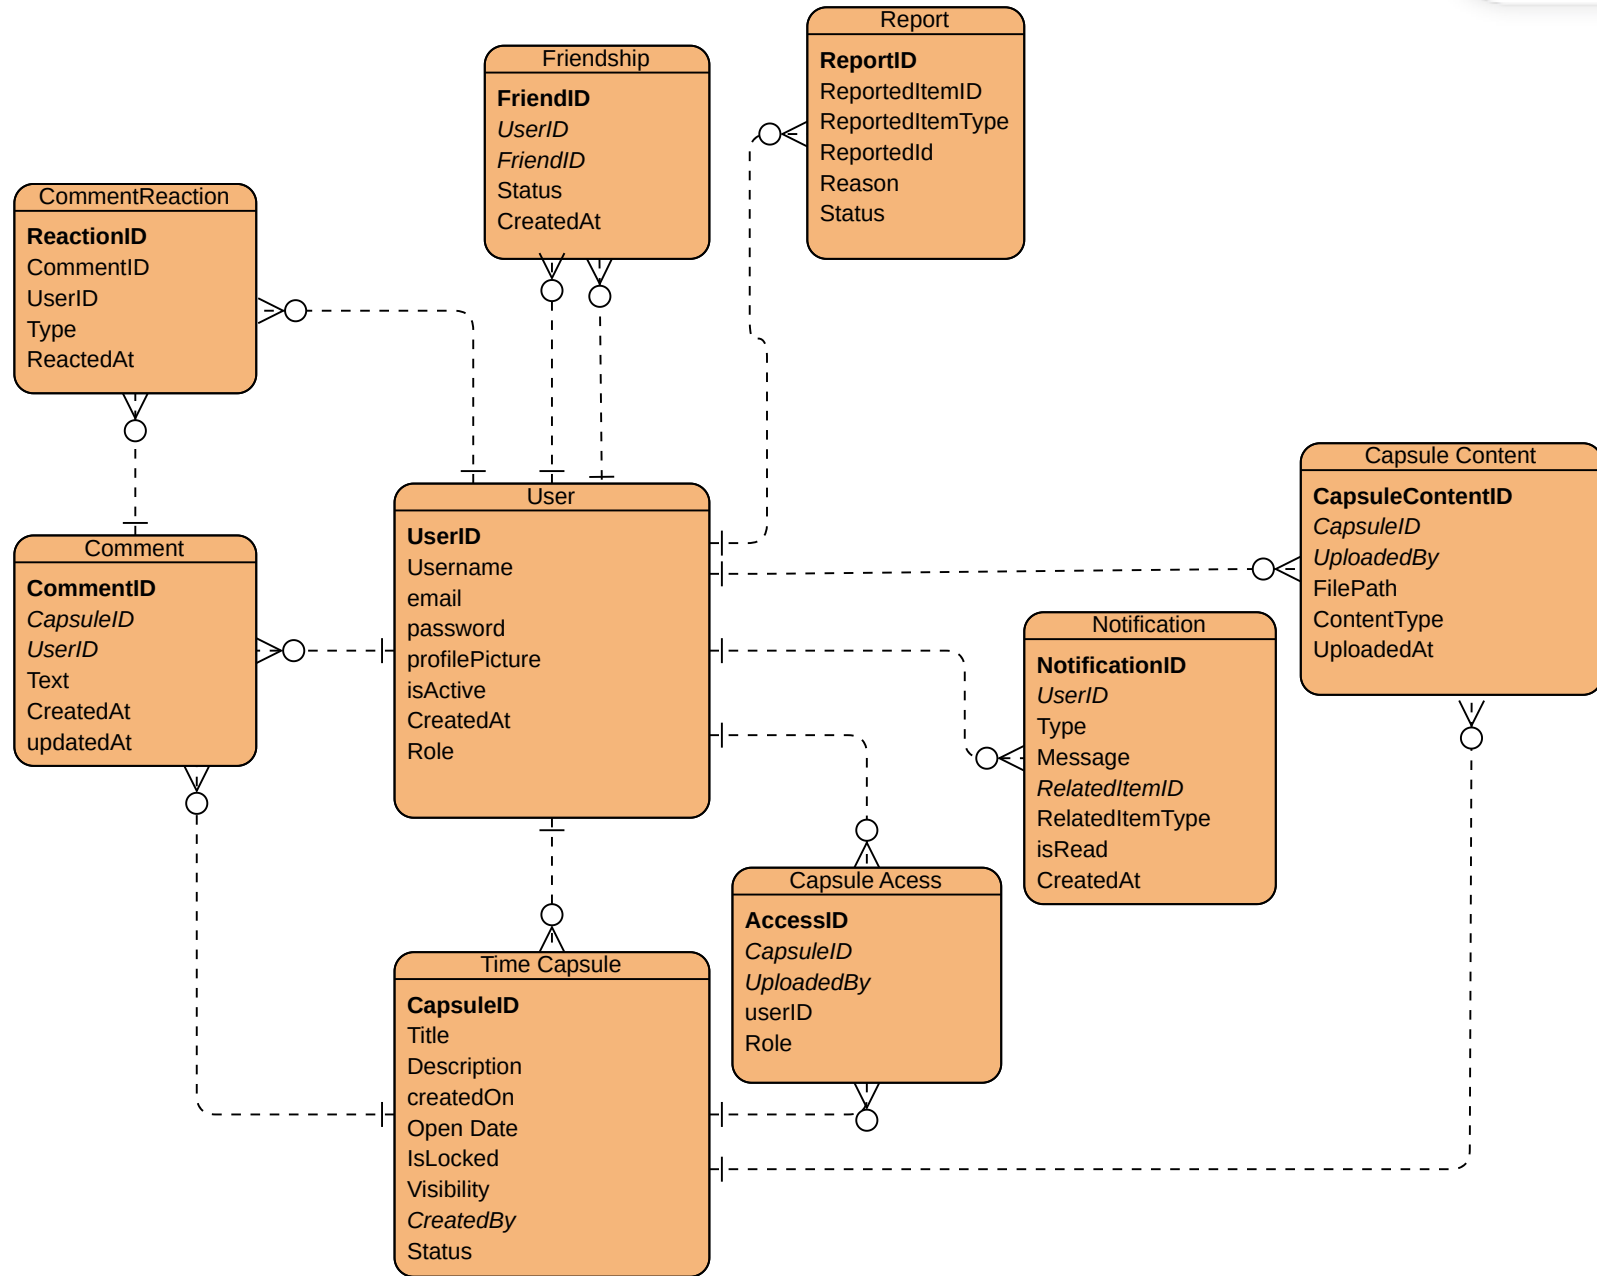 Report
ReportID
ReportedItemID
ReportedItemType
ReportedId
Reason
Status
Friendship
FriendID
UserID
FriendID
Status
CreatedAt
CommentReaction
ReactionID
CommentID
UserID
Type
ReactedAt
User
UserID
Username
email
password
profilePicture
isActive
CreatedAt
Role
Capsule Content
CapsuleContentID
CapsuleID
UploadedBy
FilePath
ContentType
UploadedAt
Comment
CommentID
CapsuleID
UserID
Text
CreatedAt
updatedAt
Notification
NotificationID
UserID
Type
Message
RelatedItemID
RelatedItemType
isRead
CreatedAt
Capsule Acess
AccessID
CapsuleID
UploadedBy
userID
Role
Time Capsule
CapsuleID
Title
Description
createdOn
Open Date
IsLocked
Visibility
CreatedBy
Status